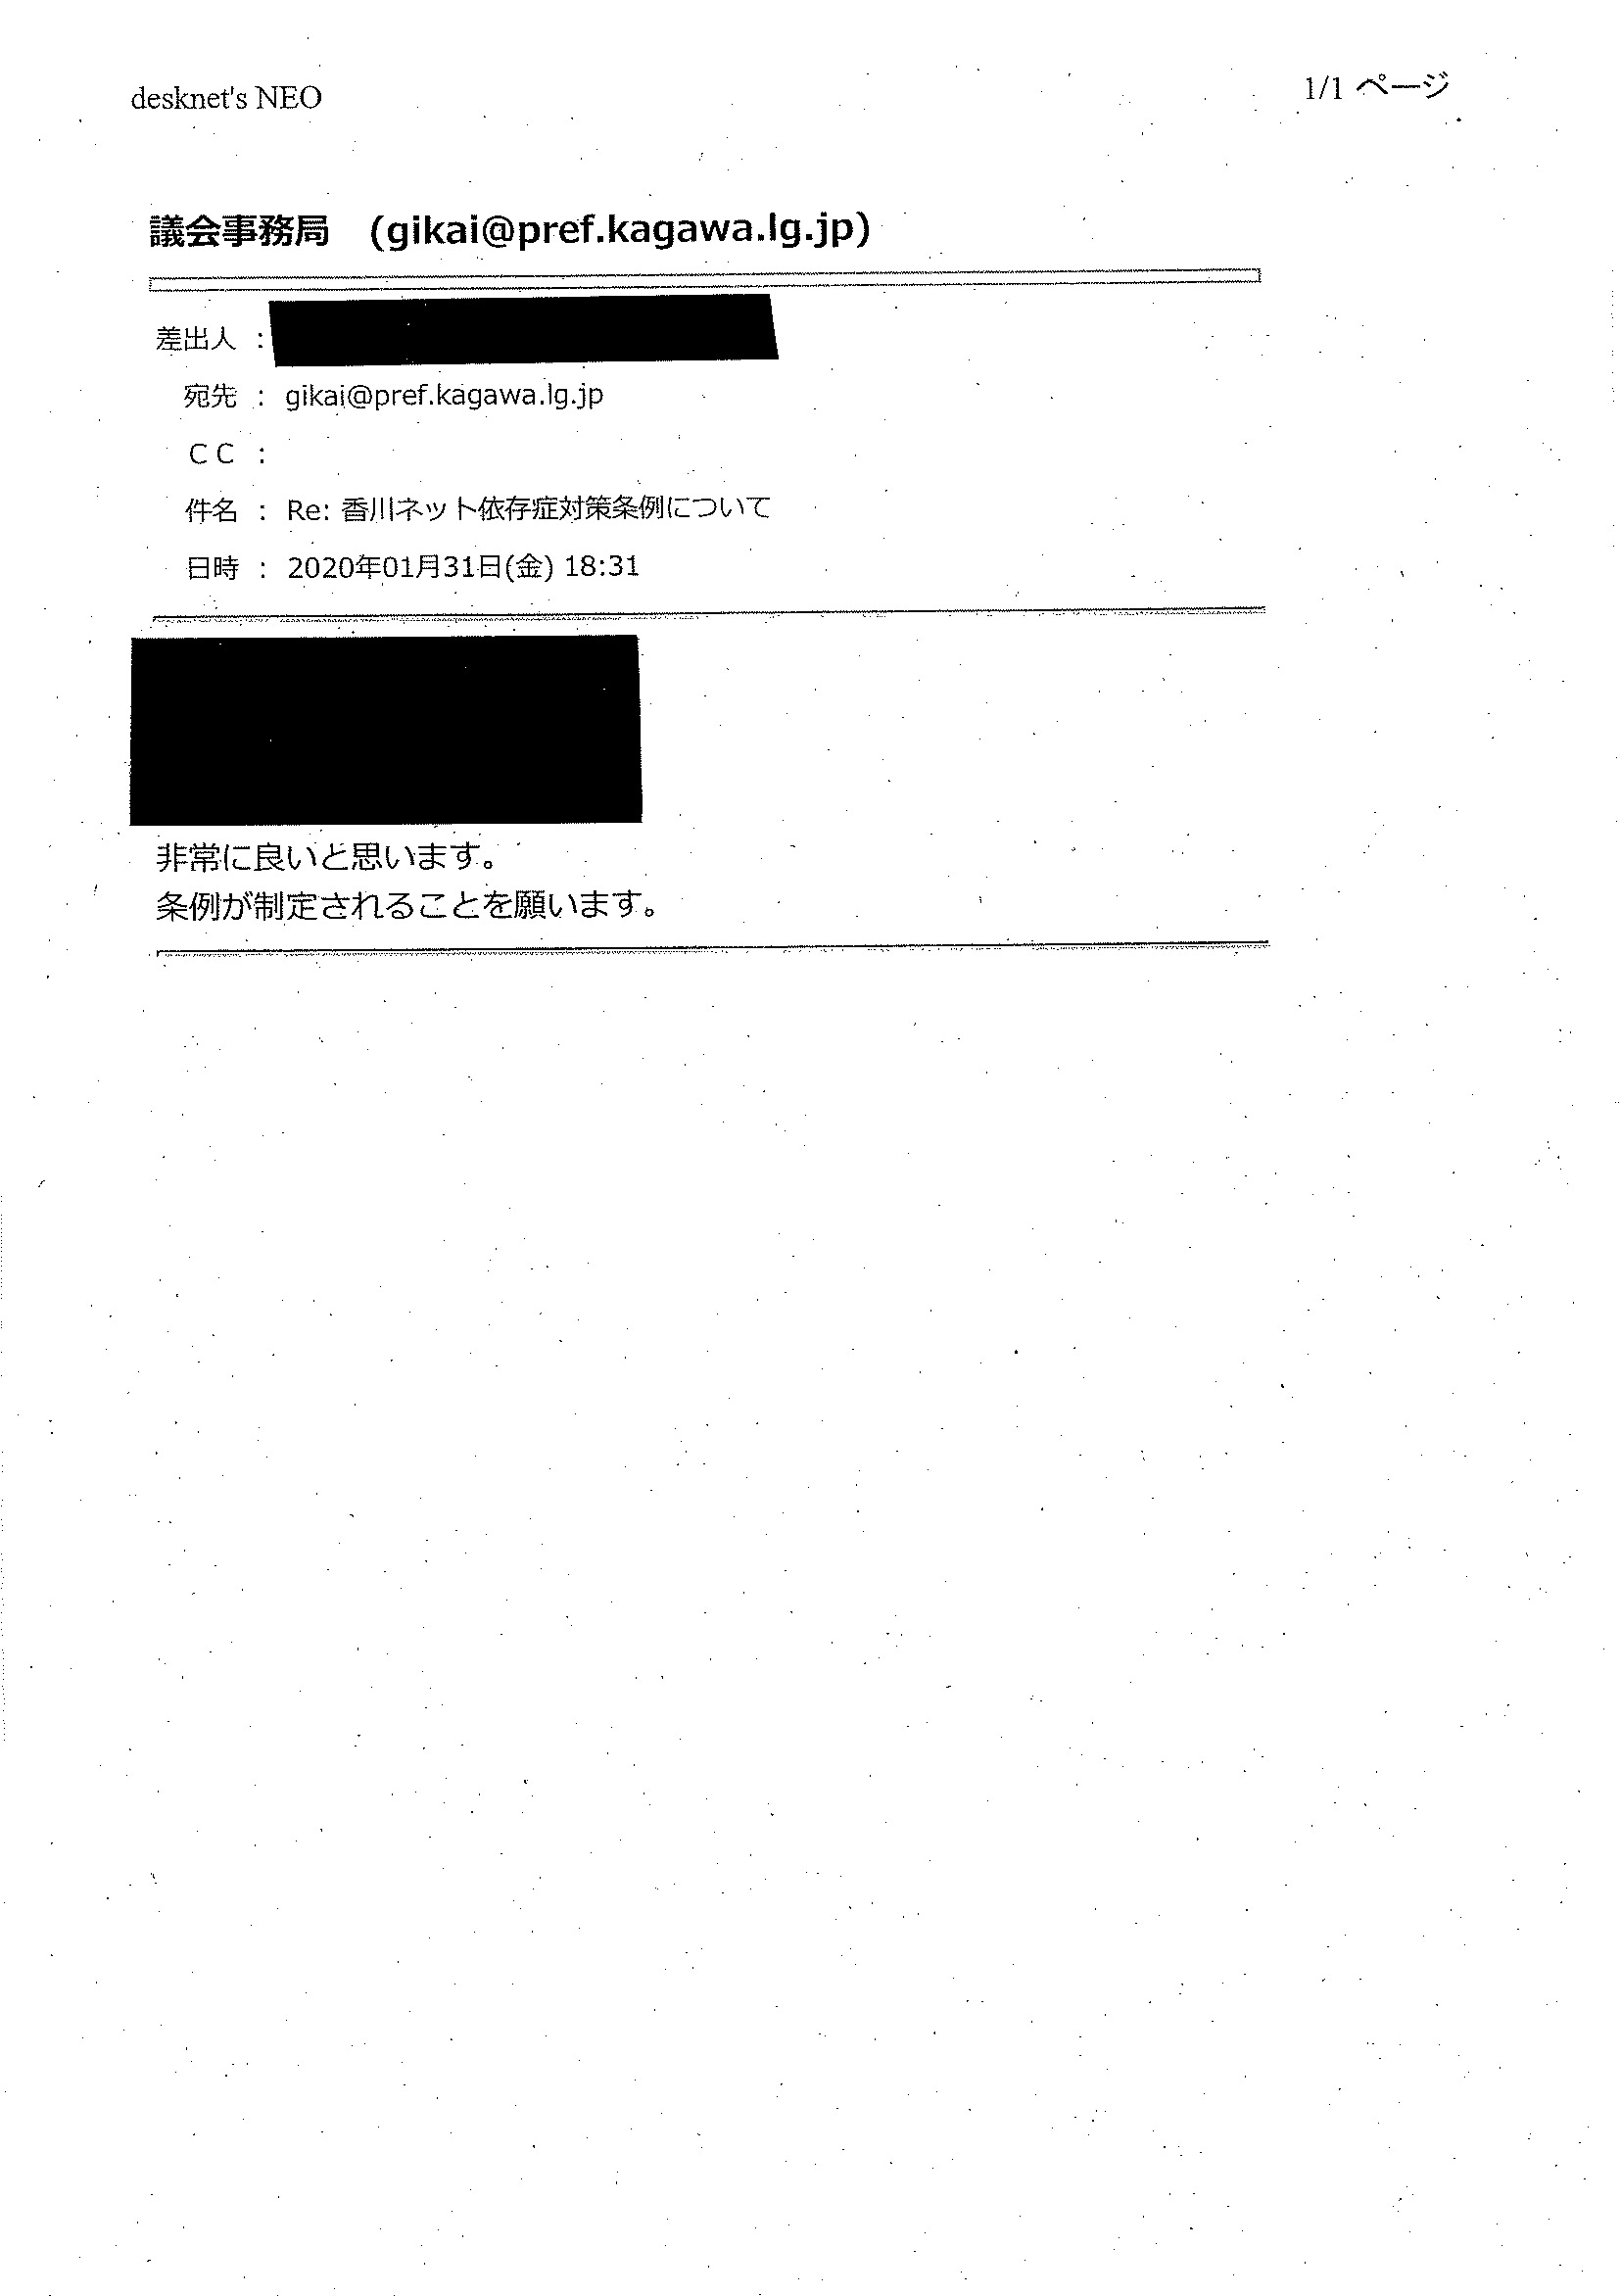 desknet's NEO
1/1 ページ
議会事務局 (gikai@pref.kagawa.lg.jp)
差出人 :
宛先 : gikai@pref.kagawa.lg.jp
CC :
件名 : Re: 香川ネット依存症対策条例について
日時 : 2020年01月31日(金) 18:31
非常に良いと思います。
条例が制定されることを願います。